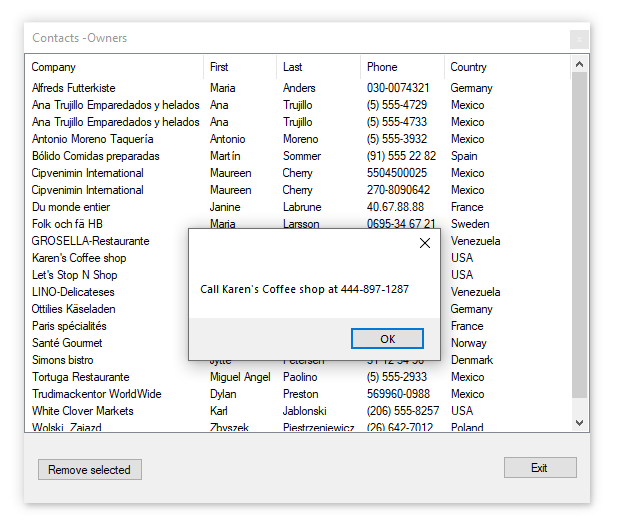 Contacts -Owners
Company First Last Phone Country
Alfreds Futterkiste Maria Anders 030-0074321 Germany
Ana Trujillo Emparedados y helados Ana Trujillo (5) 555-4729 Mexico
Ana Trujillo Emparedados y helados Ana Trujillo (5) 555-4733 Mexico
Antonio Moreno Taquería Antonio Moreno (5) 555-3932 Mexico
Bólido Comidas preparadas Martín Sommer (91) 555 22 82 Spain
Cipvenimin International Maureen Cherry 5504500025 Mexico
Cipvenimin International Maureen Cherry 270-8090642 Mexico
Du monde entier Janine Labrune 40.67.88.88 France
Folk och fä HB Maria Larsson 0695-34 67 21 Sweden
GROSELLA-Restaurante Venezuela
Karen's Coffee shop USA
Let's Stop N Shop USA
LINO-Delicateses Venezuela
Ottilies Käseladen Germany
Paris spécialités France
Santé Gourmet Norway
Simons bistro Jytte Petersen 31 12 34 56 Denmark
Tortuga Restaurante Miguel Angel Paolino (5) 555-2933 Mexico
Trudimackentor WorldWide Dylan Preston 569960-0988 Mexico
White Clover Markets Karl Jablonski (206) 555-8257 USA
Wolski Zajazd Zbyszek Piestrzeniewicz (26) 642-7012 Poland
Call Karen's Coffee shop at 444-897-1287
OK
Remove selected Exit